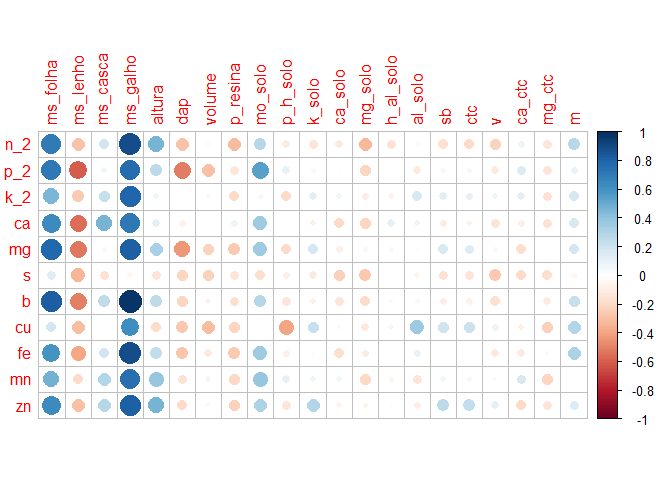 ms_folha
ms_lenho
ms_casca
ms_galho
altura
dap
volume
p_resina
mo_solo
p_h_solo
k_solo
ca_solo
mg_solo
h_al_solo
al_solo
sb
ctc
v
ca_ctc
mg_ctc
m
n_2
p_2
k_2
ca
mg
s
b
cu
fe
mn
zn
1
0.8
0.6
0.4
0.2
0
-0.2
-0.4
-0.6
-0.8
-1